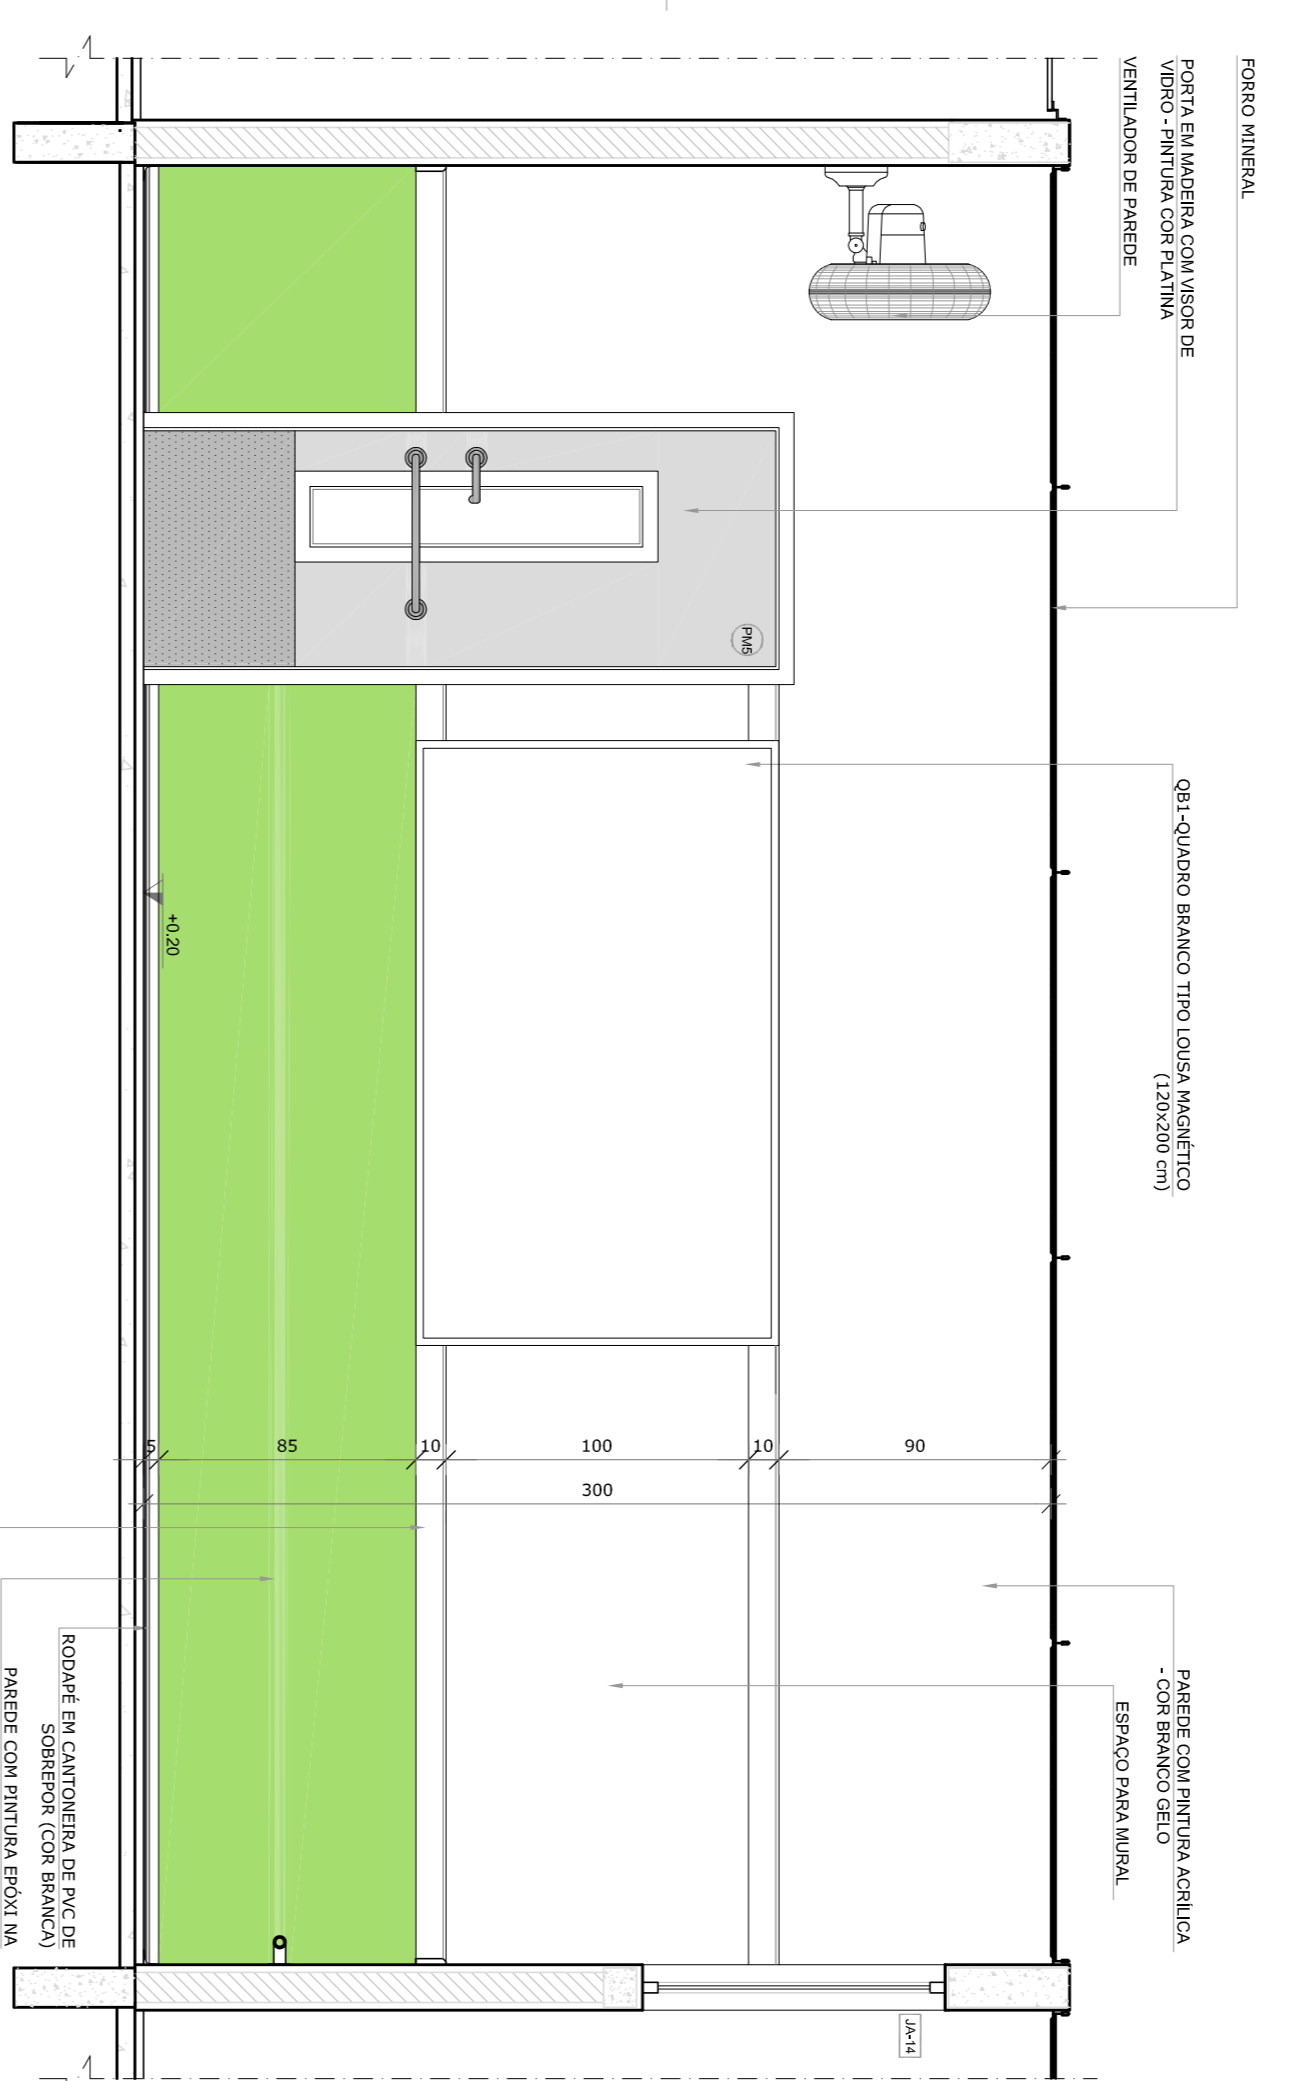 FORRO MINERAL
PORTA EM MADEIRA COM VISOR DE
VIDRO - PINTURA COR PLATINA
VENTILADOR DE PAREDE
QB1-QUADRO BRANCO TIPO LOUSA MAGNÉTICO
(120x200 cm)
PAREDE COM PINTURA ACRÍLICA
- COR BRANCO GELO
ESPAÇO PARA MURAL
PM5
+0.20
5
85
10
100
10
90
300
JA-14
RODAPÉ EM CANTONEIRA DE PVC DE
SOBREPOR (COR BRANCA)
PAREDE COM PINTURA EPÓXI NA